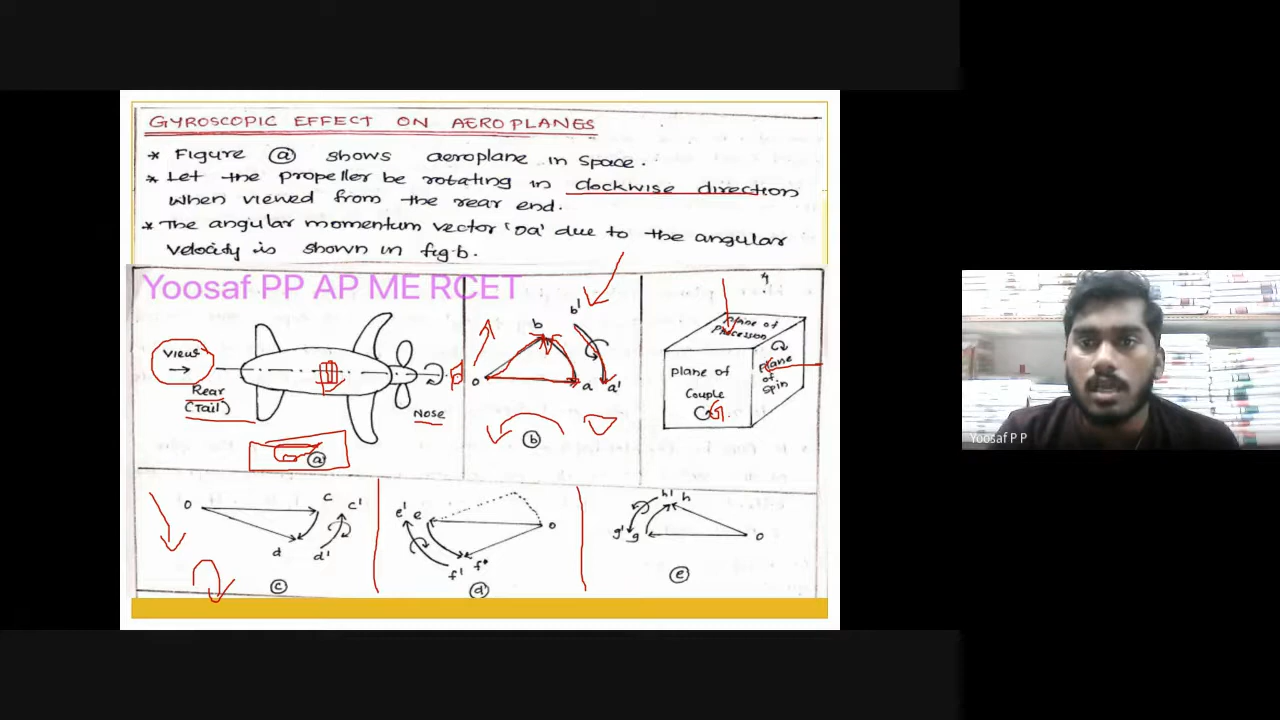 GYROSCOPIC EFFECT ON AEROPLANES
* Figure (a) shows aeroplane in Space.
* Let the propeller be rotating in clockwise direction
when viewed from the rear end.
* The angular momentum vector 'oa' due to the angular
velocity is shown in fig-b.
Yoosaf PP AP ME RCET
View
Rear
(Tail)
Nose
(a)
o
b
b'
a
a'
(b)
Plane of
Precession
Plane of
Couple
Plane
of
Spin
o
c
c'
d
d'
(c)
e'
e
o
f'
f
(d)
h'
h
g'
g
o
(e)
Yoosaf P P